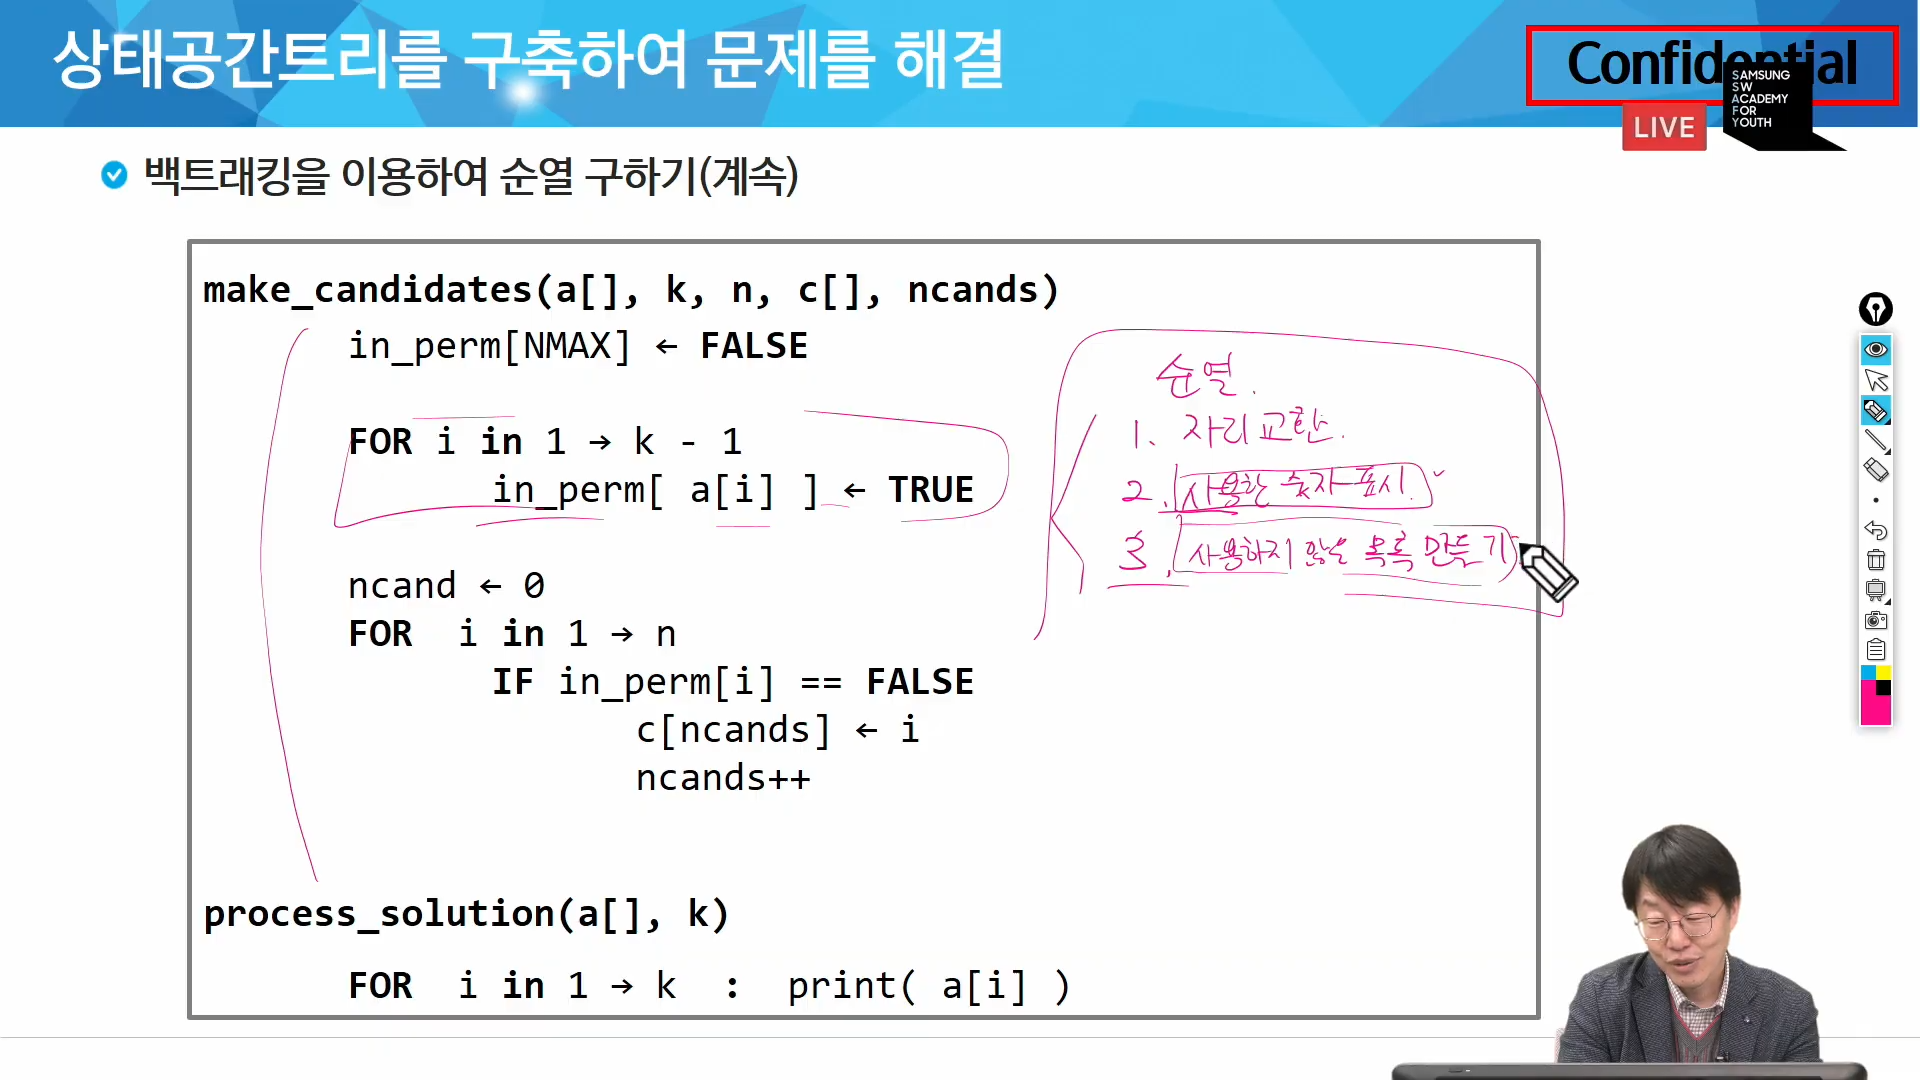 상태공간트리를 구축하여 문제를 해결
Confidential
SAMSUNG
SW
ACADEMY
FOR
YOUTH
LIVE
백트래킹을 이용하여 순열 구하기(계속)
make_candidates(a[], k, n, c[], ncands)
in_perm[NMAX] ← FALSE
FOR i in 1 → k - 1
in_perm[ a[i] ] ← TRUE
ncand ← 0
FOR i in 1 → n
IF in_perm[i] == FALSE
c[ncands] ← i
ncands++
순열.
1. 자리교환.
2. 사용한 숫자 표시.
3. 사용하지 않은 목록 만들기
process_solution(a[], k)
FOR i in 1 → k : print( a[i] )